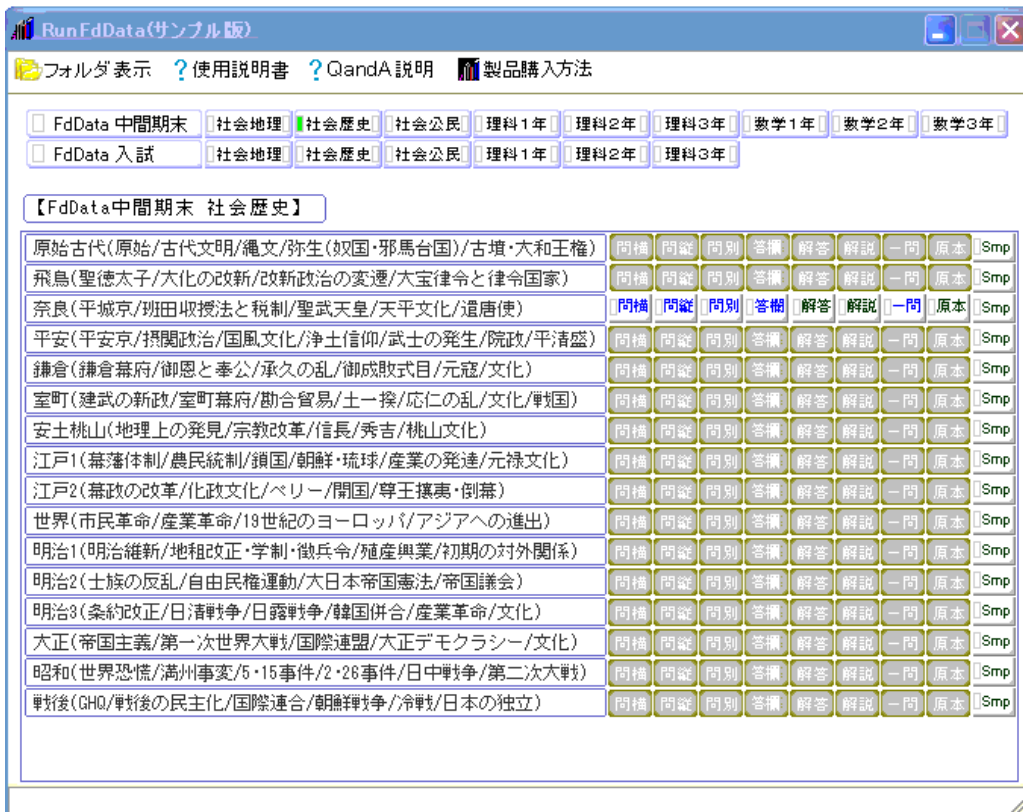 RunFdData(サンプル版)
フォルダ表示 ?使用説明書 ?QandA説明 製品購入方法
FdData 中間期末 社会地理 社会歴史 社会公民 理科1年 理科2年 理科3年 数学1年 数学2年 数学3年
FdData 入試 社会地理 社会歴史 社会公民 理科1年 理科2年 理科3年
【FdData中間期末 社会歴史】
原始古代(原始/古代文明/縄文/弥生(奴国・邪馬台国)/古墳・大和王権) 問横 問縦 問別 答欄 解答 解説 一問 原本 Smp
飛鳥(聖徳太子/大化の改新/改新政治の変遷/大宝律令と律令国家) 問横 問縦 問別 答欄 解答 解説 一問 原本 Smp
奈良(平城京/班田収授法と税制/聖武天皇/天平文化/遣唐使) 問横 問縦 問別 答欄 解答 解説 一問 原本 Smp
平安(平安京/摂関政治/国風文化/浄土信仰/武士の発生/院政/平清盛) 問横 問縦 問別 答欄 解答 解説 一問 原本 Smp
鎌倉(鎌倉幕府/御恩と奉公/承久の乱/御成敗式目/元寇/文化) 問横 問縦 問別 答欄 解答 解説 一問 原本 Smp
室町(建武の新政/室町幕府/勘合貿易/土一揆/応仁の乱/文化/戦国) 問横 問縦 問別 答欄 解答 解説 一問 原本 Smp
安土桃山(地理上の発見/宗教改革/信長/秀吉/桃山文化) 問横 問縦 問別 答欄 解答 解説 一問 原本 Smp
江戸1(幕藩体制/農民統制/鎖国/朝鮮・琉球/産業の発達/元禄文化) 問横 問縦 問別 答欄 解答 解説 一問 原本 Smp
江戸2(幕政の改革/化政文化/ペリー/開国/尊王攘夷・倒幕) 問横 問縦 問別 答欄 解答 解説 一問 原本 Smp
世界(市民革命/産業革命/19世紀のヨーロッパ/アジアへの進出) 問横 問縦 問別 答欄 解答 解説 一問 原本 Smp
明治1(明治維新/地租改正・学制・徴兵令/殖産興業/初期の対外関係) 問横 問縦 問別 答欄 解答 解説 一問 原本 Smp
明治2(士族の反乱/自由民権運動/大日本帝国憲法/帝国議会) 問横 問縦 問別 答欄 解答 解説 一問 原本 Smp
明治3(条約改正/日清戦争/日露戦争/韓国併合/産業革命/文化) 問横 問縦 問別 答欄 解答 解説 一問 原本 Smp
大正(帝国主義/第一次世界大戦/国際連盟/大正デモクラシー/文化) 問横 問縦 問別 答欄 解答 解説 一問 原本 Smp
昭和(世界恐慌/満州事変/5・15事件/2・26事件/日中戦争/第二次大戦) 問横 問縦 問別 答欄 解答 解説 一問 原本 Smp
戦後(GHQ/戦後の民主化/国際連合/朝鮮戦争/冷戦/日本の独立) 問横 問縦 問別 答欄 解答 解説 一問 原本 Smp